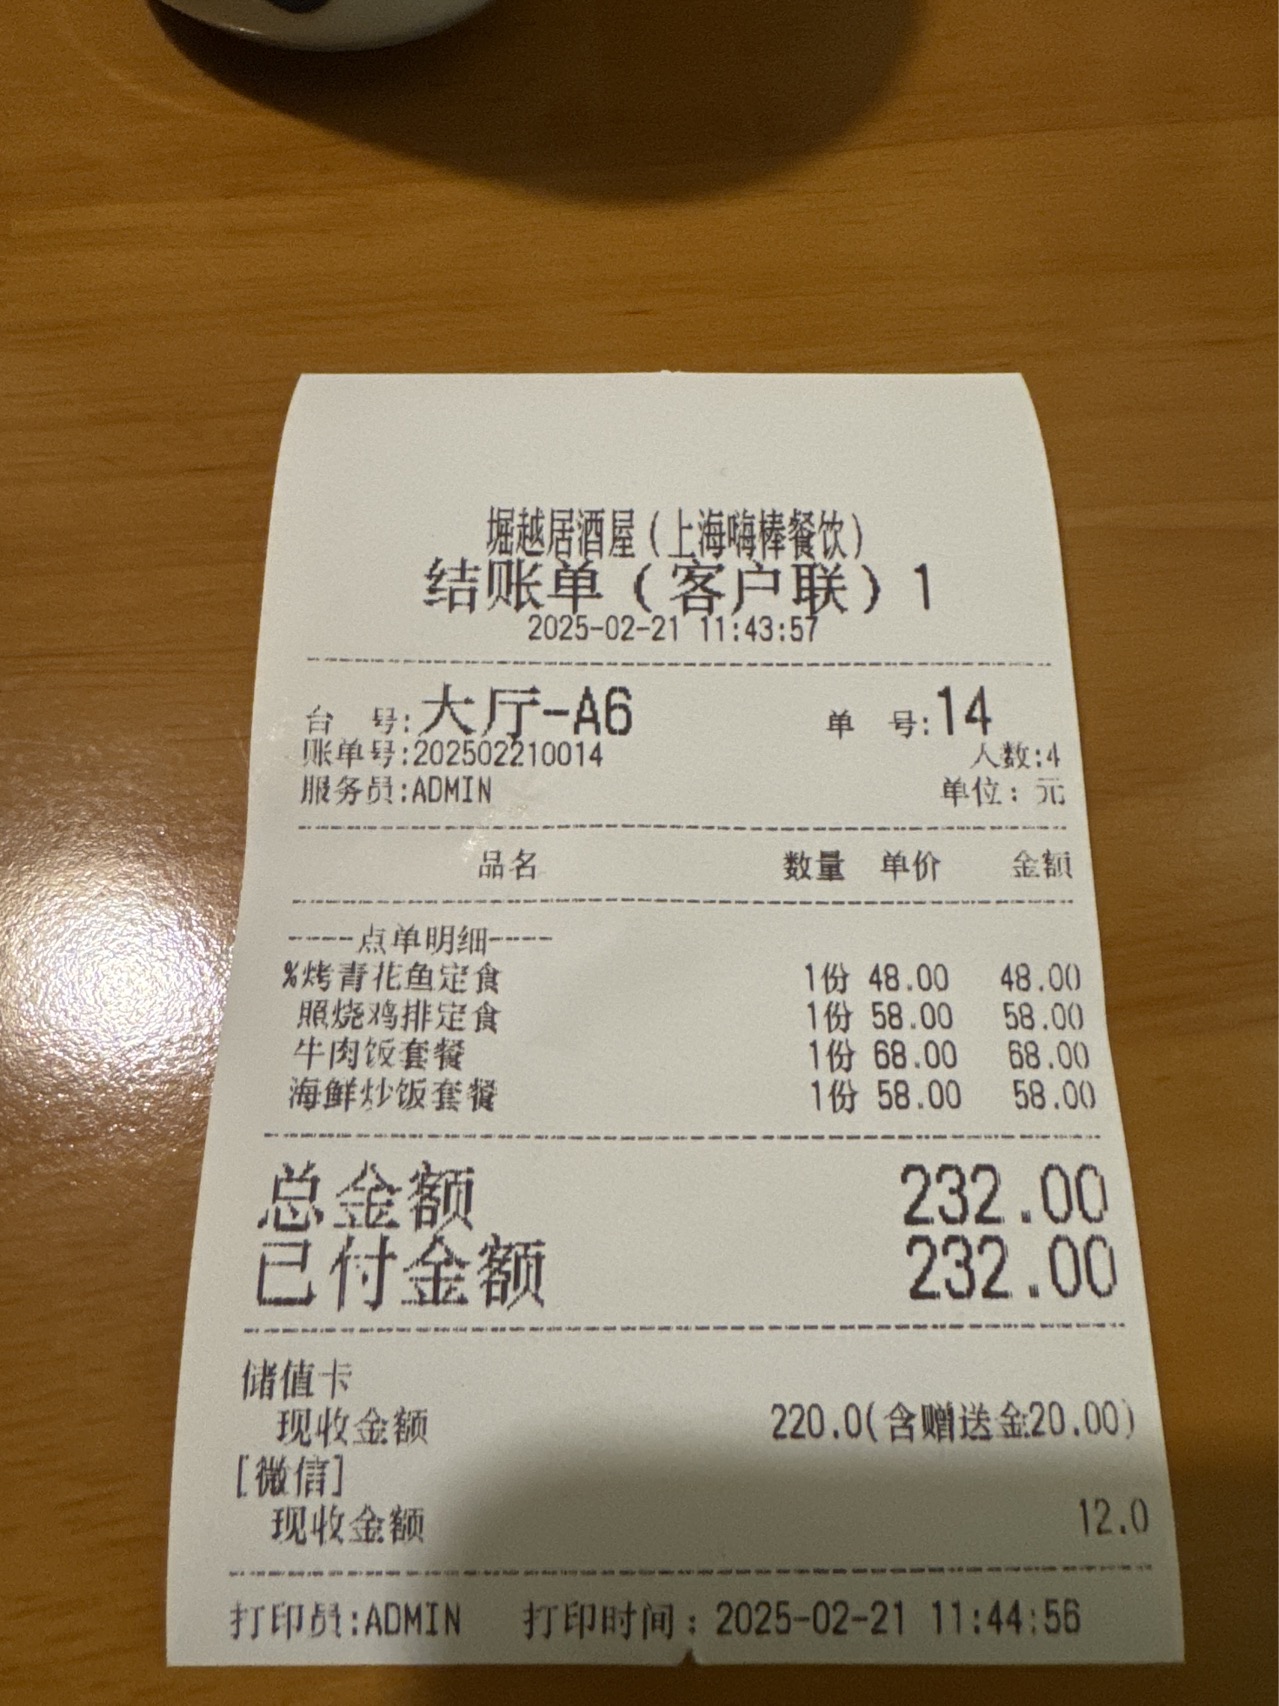 堀越居酒屋(上海嗨棒餐饮)
结账单(客户联)1
2025-02-21 11:43:57
台 号:大厅-A6 单 号:14
账单号:202502210014 人数:4
服务员:ADMIN 单位: 元
品名 数量 单价 金额
----点单明细----
%烤青花鱼定食 1份 48.00 48.00
照烧鸡排定食 1份 58.00 58.00
牛肉饭套餐 1份 68.00 68.00
海鲜炒饭套餐 1份 58.00 58.00
总金额 232.00
已付金额 232.00
储值卡
现收金额 220.0(含赠送金20.00)
[微信]
现收金额 12.0
打印员:ADMIN 打印时间: 2025-02-21 11:44:56